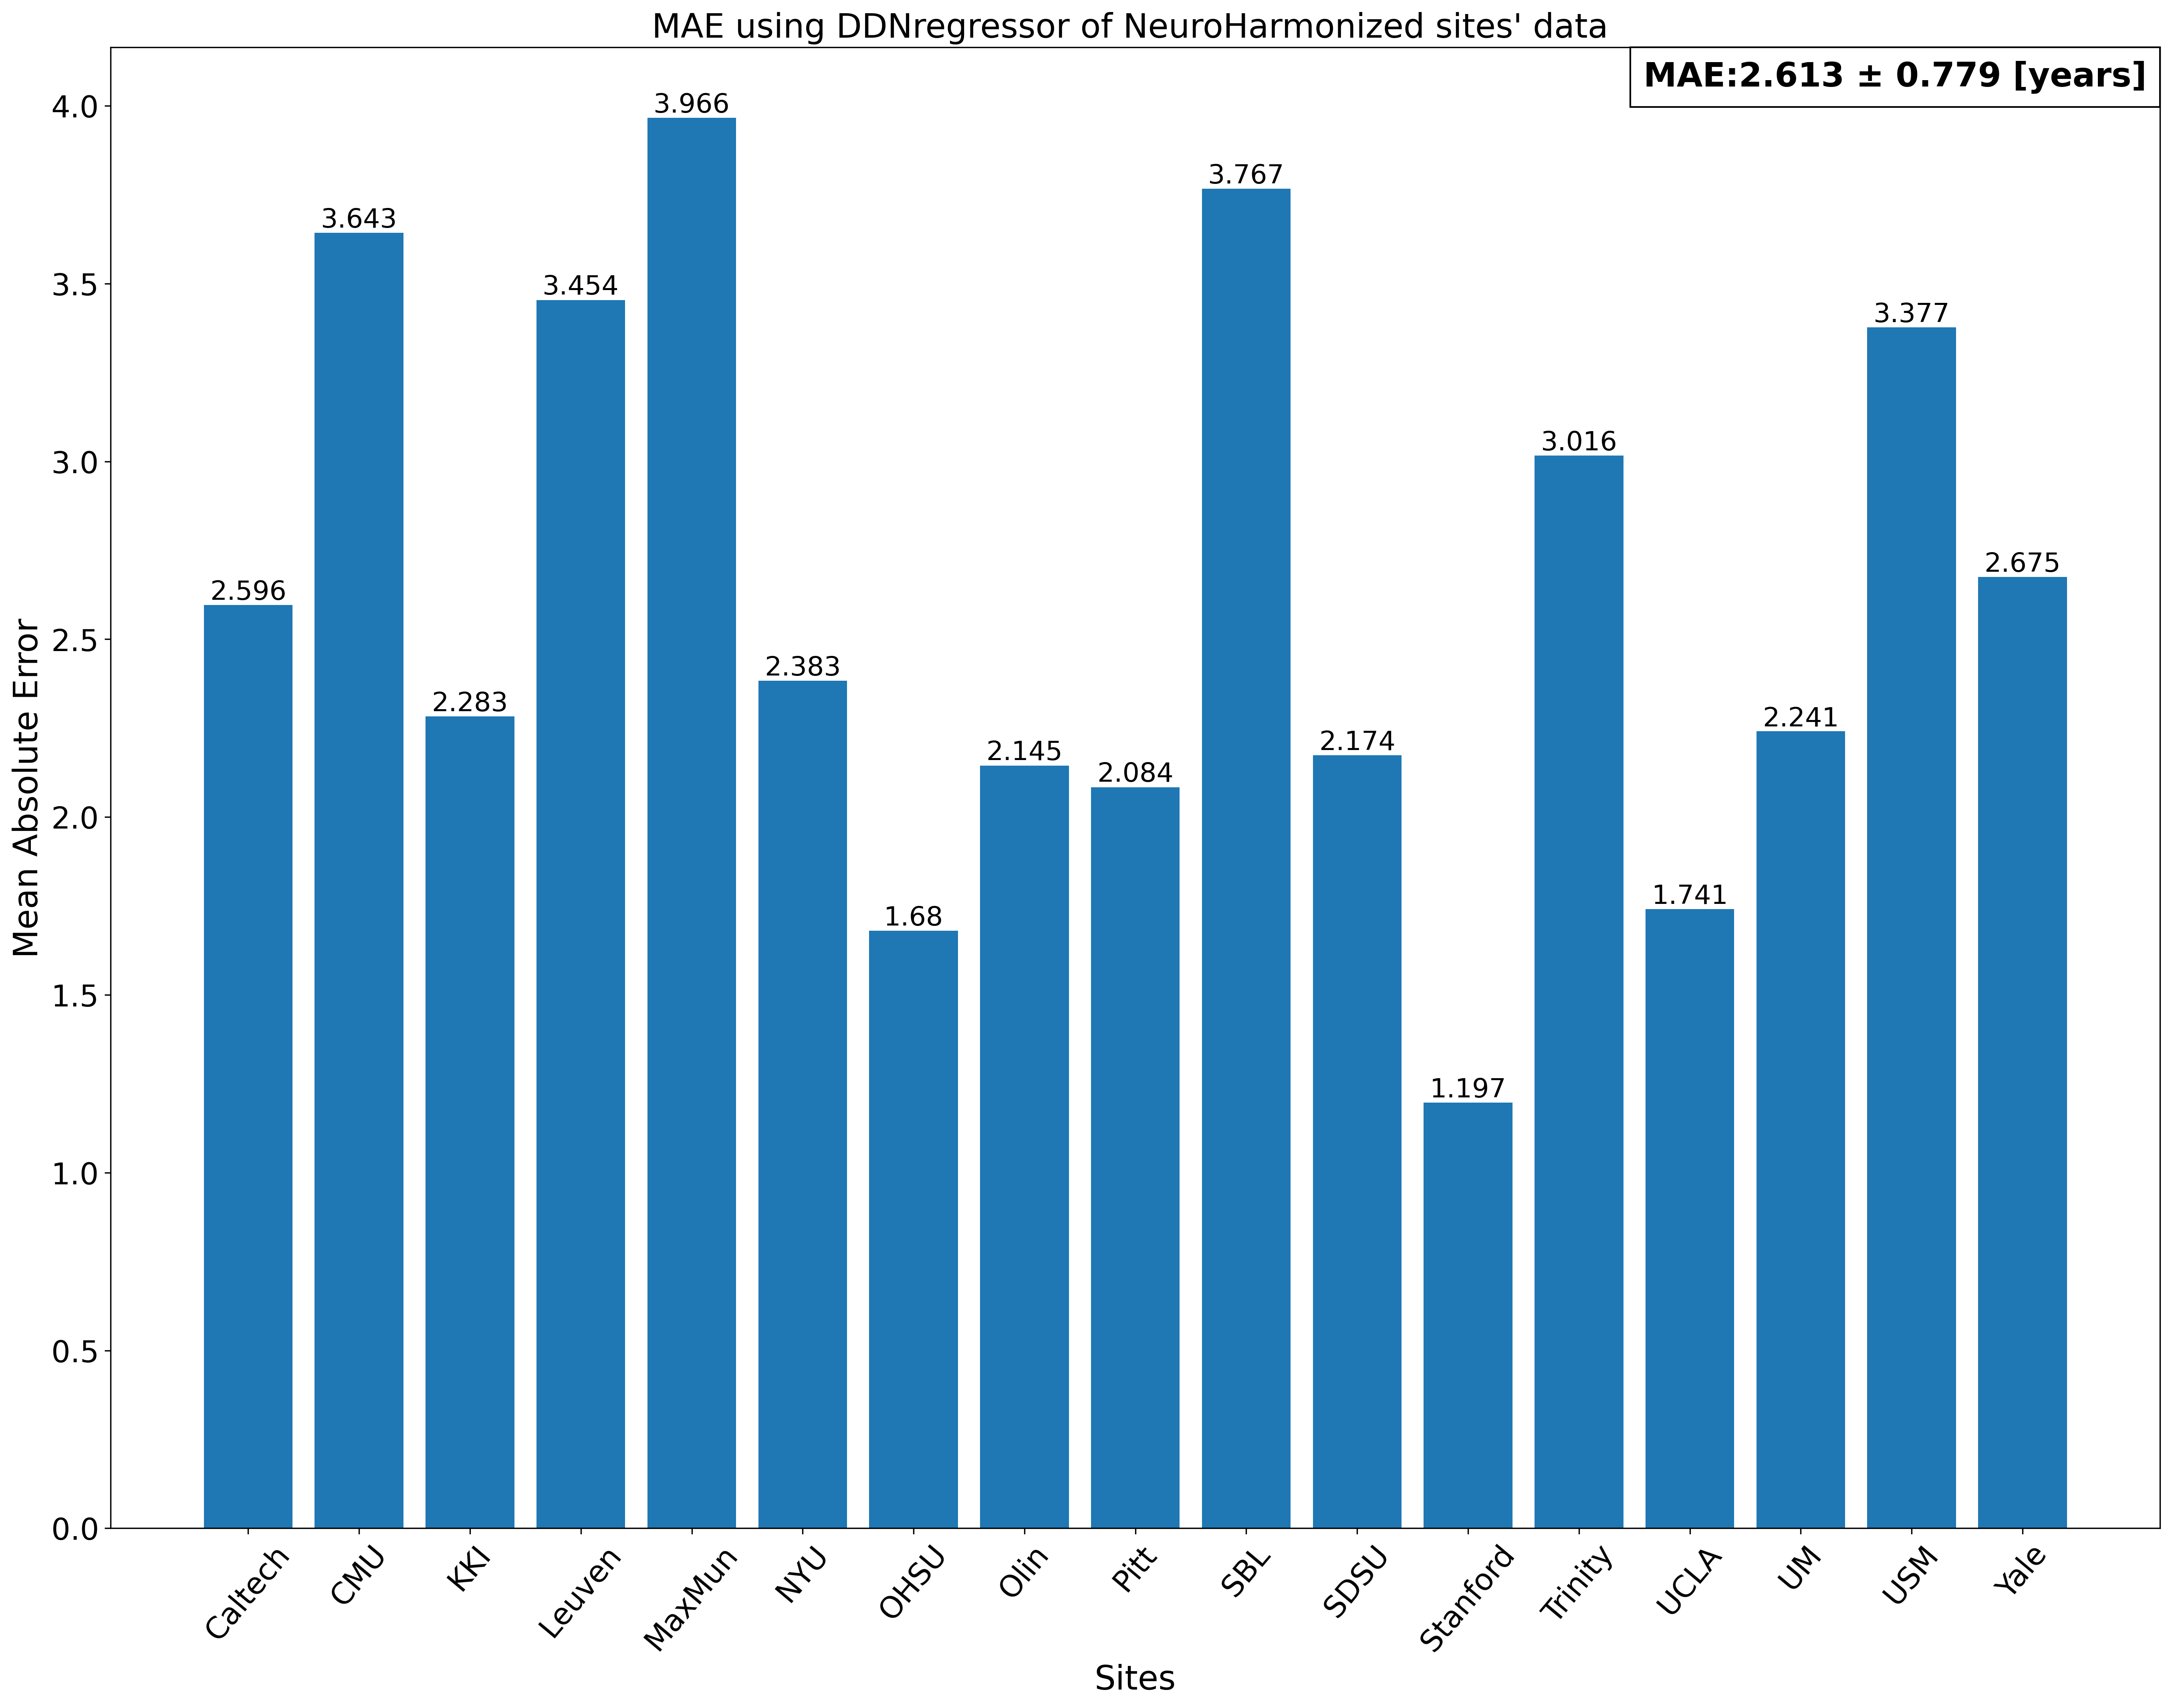 MAE using DDNregressor of NeuroHarmonized sites' data
MAE:2.613 ± 0.779 [years]
Mean Absolute Error
4.0
3.5
3.0
2.5
2.0
1.5
1.0
0.5
0.0
2.596
3.643
2.283
3.454
3.966
2.383
1.68
2.145
2.084
3.767
2.174
1.197
3.016
1.741
2.241
3.377
2.675
Caltech
CMU
KKI
Leuven
MaxMun
NYU
OHSU
Olin
Pitt
SBL
SDSU
Stanford
Trinity
UCLA
UM
USM
Yale
Sites